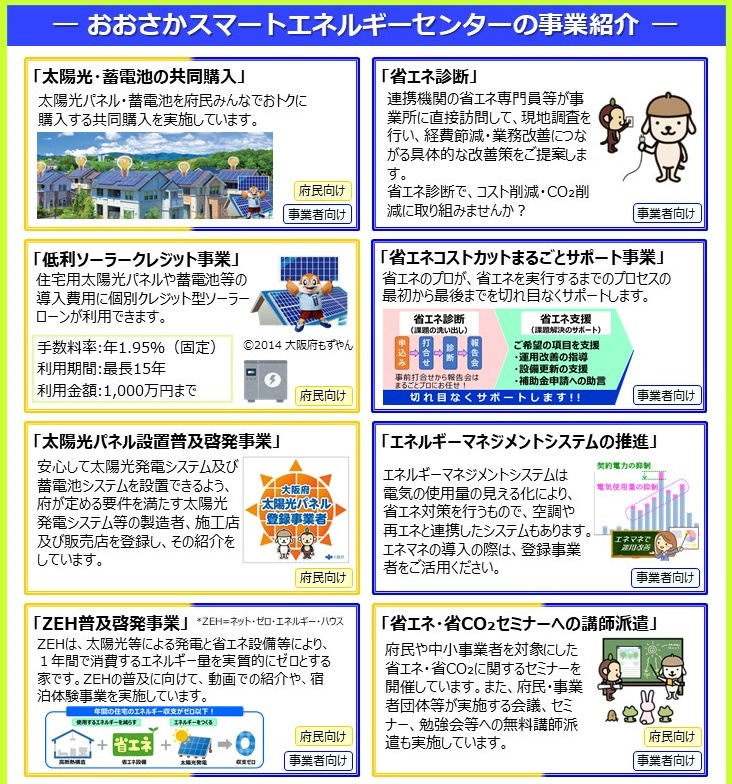 ― おおさかスマートエネルギーセンターの事業紹介 ―
「太陽光・蓄電池の共同購入」
太陽光パネル・蓄電池を府民みんなでおトクに
購入する共同購入を実施しています。
府民向け
事業者向け
「省エネ診断」
連携機関の省エネ専門員等が事
業所に直接訪問して、現地調査を
行い、経費節減・業務改善につな
がる具体的な改善策をご提案しま
す。
省エネ診断で、コスト削減・CO₂削
減に取り組みませんか？
事業者向け
「低利ソーラークレジット事業」
住宅用太陽光パネルや蓄電池等の
導入費用に個別クレジット型ソーラー
ローンが利用できます。
手数料率:年1.95%（固定）
利用期間:最長15年
利用金額:1,000万円まで
©2014 大阪府もずやん
府民向け
「省エネコストカットまるごとサポート事業」
省エネのプロが、省エネを実行するまでのプロセスの
最初から最後までを切れ目なくサポートします。
省エネ診断
（課題の洗い出し）
申込み
打合せ
診断
報告会
事前打合せから報告会は
まるごとプロにお任せ！
省エネ支援
（課題解決のサポート）
ご希望の項目を支援
・運用改善の指導
・設備更新の支援
・補助金申請への助言
切れ目なくサポートします!!
事業者向け
「太陽光パネル設置普及啓発事業」
安心して太陽光発電システム及び
蓄電池システムを設置できるよう、
府が定める要件を満たす太陽光
発電システム等の製造者、施工店
及び販売店を登録し、その紹介を
しています。
大阪府
太陽光パネル
登録事業者
大阪府
府民向け
「エネルギーマネジメントシステムの推進」
エネルギーマネジメントシステムは
電気の使用量の見える化により、
省エネ対策を行うもので、空調や
再エネと連携したシステムもあります。
エネマネの導入の際は、登録事業
者をご活用ください。
契約電力の抑制
電気使用量の抑制
エネマネで
運用改善
事業者向け
「ZEH普及啓発事業」 *ZEH＝ネット・ゼロ・エネルギー・ハウス
ZEHは、太陽光等による発電と省エネ設備等により、
１年間で消費するエネルギー量を実質的にゼロとする
家です。ZEHの普及に向けて、動画での紹介や、宿
泊体験事業を実施しています。
年間の住宅のエネルギー収支がゼロ以下！
使用するエネルギーを減らす
エネルギーをつくる
省エネ
高断熱構造
省エネ設備
太陽光発電
収支ゼロ
府民向け
事業者向け
「省エネ・省CO₂セミナーへの講師派遣」
府民や中小事業者を対象にした
省エネ・省CO₂に関するセミナーを
開催しています。また、府民・事業
者団体等が実施する会議、セミ
ナー、勉強会等への無料講師派
遣も実施しています。
府民向け
事業者向け